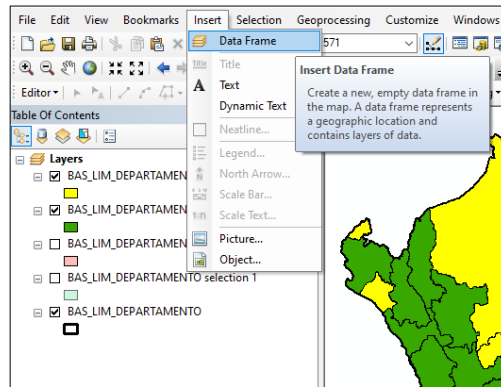 File Edit View Bookmarks Insert Selection Geoprocessing Customize Windows
Data Frame
571
Title
Title
A Text
Dynamic Text
Neatline...
Legend...
N North Arrow...
Scale Bar...
1:n Scale Text...
Picture...
Object...
Insert Data Frame
Create a new, empty data frame in
the map. A data frame represents
a geographic location and
contains layers of data.
Editor
Table Of Contents
Layers
BAS_LIM_DEPARTAMEN
BAS_LIM_DEPARTAMEN
BAS_LIM_DEPARTAMEN
BAS_LIM_DEPARTAMENTO selection 1
BAS_LIM_DEPARTAMENTO